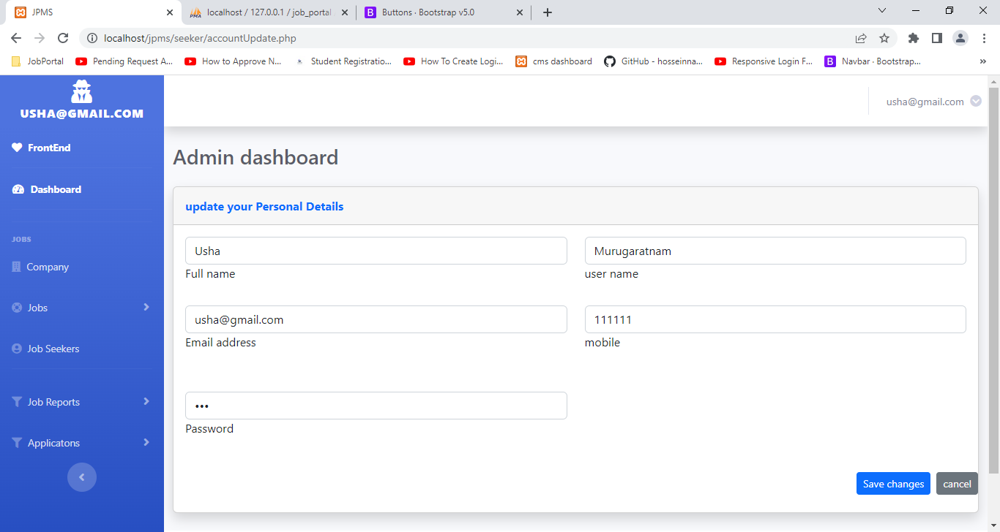 JPMS
localhost / 127.0.0.1 / job_portal
Buttons · Bootstrap v5.0
localhost/jpms/seeker/accountUpdate.php
JobPortal
Pending Request A...
How to Approve N...
Student Registratio...
How To Create Logi...
cms dashboard
GitHub - hosseinna...
Responsive Login F...
Navbar · Bootstrap...
USHA@GMAIL.COM
usha@gmail.com
FrontEnd
Dashboard
JOBS
Company
Jobs
Job Seekers
Job Reports
Applicatons
Admin dashboard
update your Personal Details
Usha
Murugaratnam
Full name
user name
usha@gmail.com
111111
Email address
mobile
•••
Password
Save changes
cancel